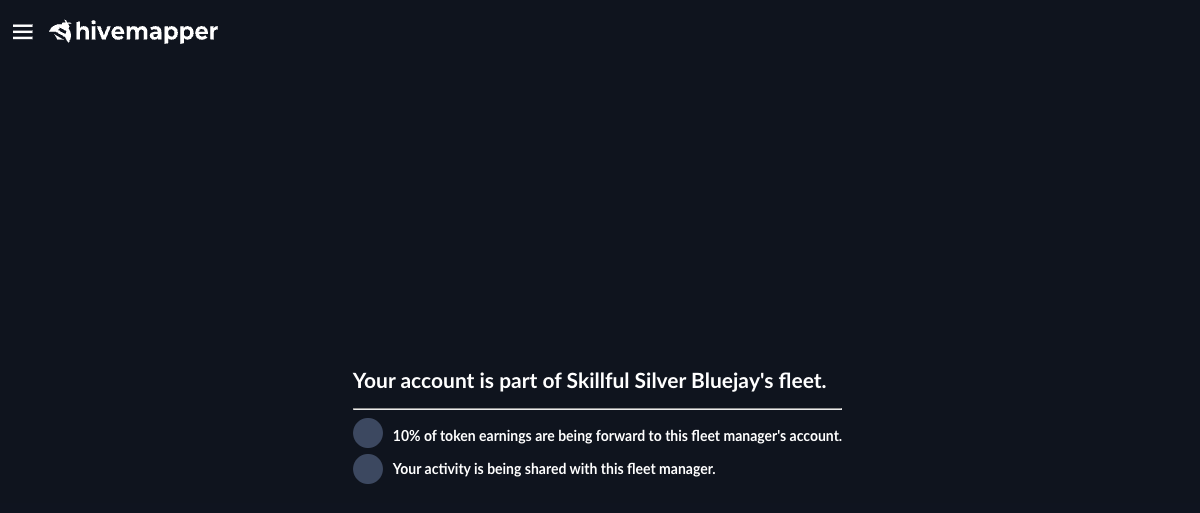 hivemapper
Your account is part of Skillful Silver Bluejay's fleet.
10% of token earnings are being forward to this fleet manager's account.
Your activity is being shared with this fleet manager.